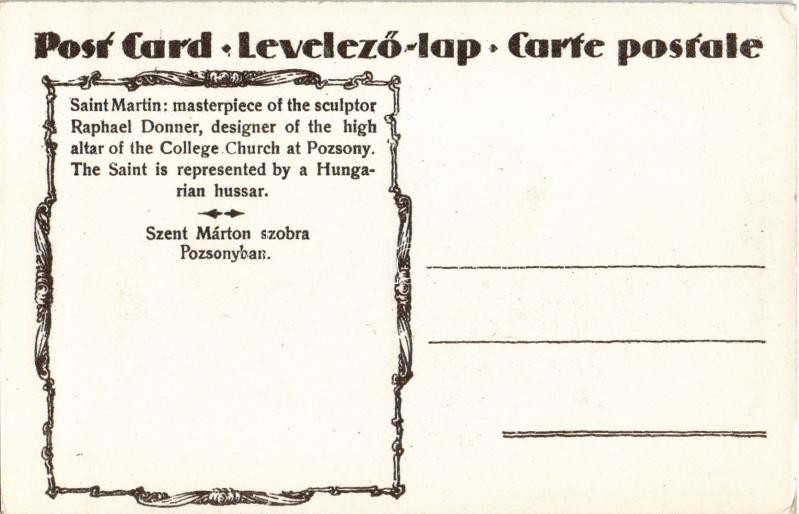 Post Card • Levelező-lap • Carte postale
Saint Martin: masterpiece of the sculptor
Raphael Donner, designer of the high
altar of the College Church at Pozsony.
The Saint is represented by a Hunga-
rian hussar.
Szent Márton szobra
Pozsonyban.